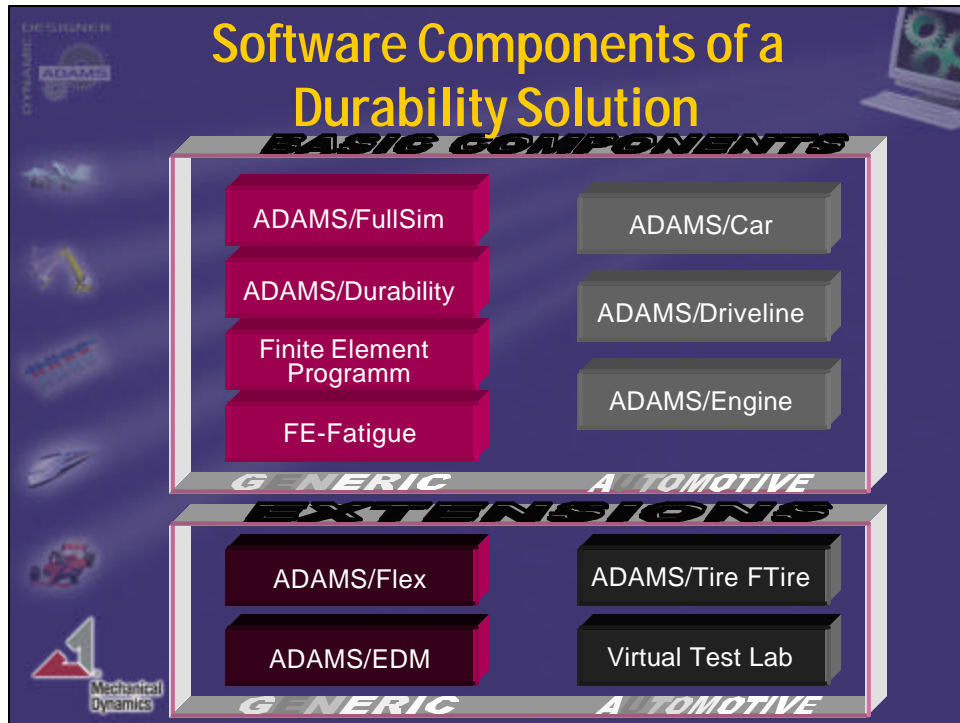 DESIGNER
DYNAMIC
ADAMS
Software Components of a
Durability Solution
BASIC COMPONENTS
ADAMS/FullSim
ADAMS/Durability
Finite Element
Programm
FE-Fatigue
GENERIC
ADAMS/Car
ADAMS/Driveline
ADAMS/Engine
AUTOMOTIVE
EXTENSIONS
ADAMS/Flex
ADAMS/EDM
GENERIC
ADAMS/Tire FTire
Virtual Test Lab
AUTOMOTIVE
Mechanical
Dynamics